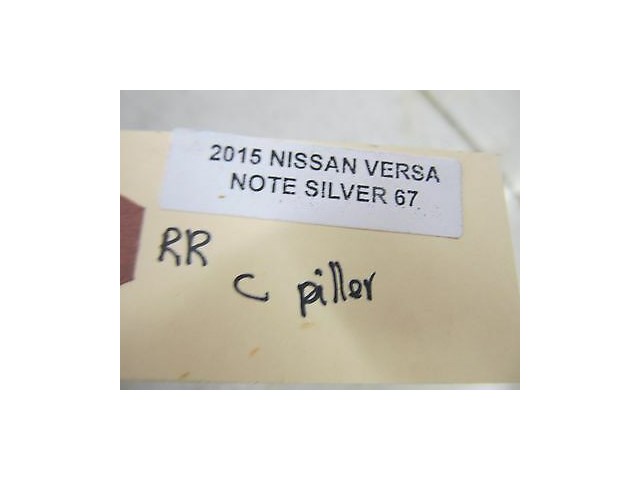 2015 NISSAN VERSA
NOTE SILVER 67
RR
C piller